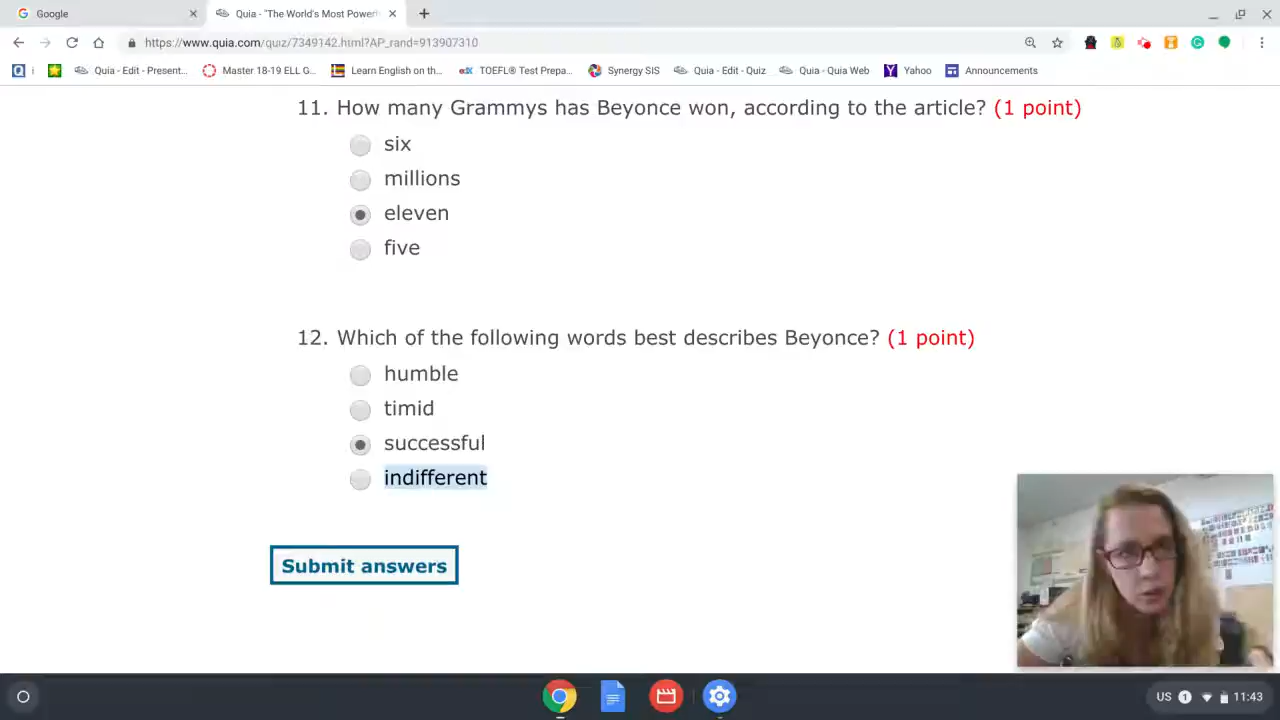 Google
Quia - "The World's Most Powerf
https://www.quia.com/quiz/7349142.html?AP_rand=913907310
i
Quia - Edit - Present...
Master 18-19 ELL G...
Learn English on th...
TOEFL® Test Prepa...
Synergy SIS
Quia - Edit - Quiz
Quia - Quia Web
Yahoo
Announcements
11. How many Grammys has Beyonce won, according to the article? (1 point)
six
millions
eleven
five
12. Which of the following words best describes Beyonce? (1 point)
humble
timid
successful
indifferent
Submit answers
US 1 11:43